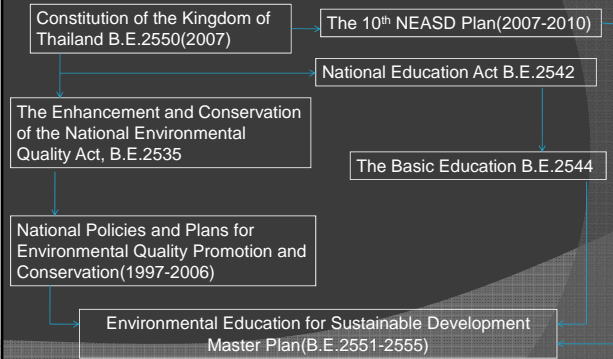 Constitution of the Kingdom of
Thailand B.E.2550(2007)
The 10th NEASD Plan(2007-2010)
National Education Act B.E.2542
The Enhancement and Conservation
of the National Environmental
Quality Act, B.E.2535
The Basic Education B.E.2544
National Policies and Plans for
Environmental Quality Promotion and
Conservation(1997-2006)
Environmental Education for Sustainable Development
Master Plan(B.E.2551-2555)